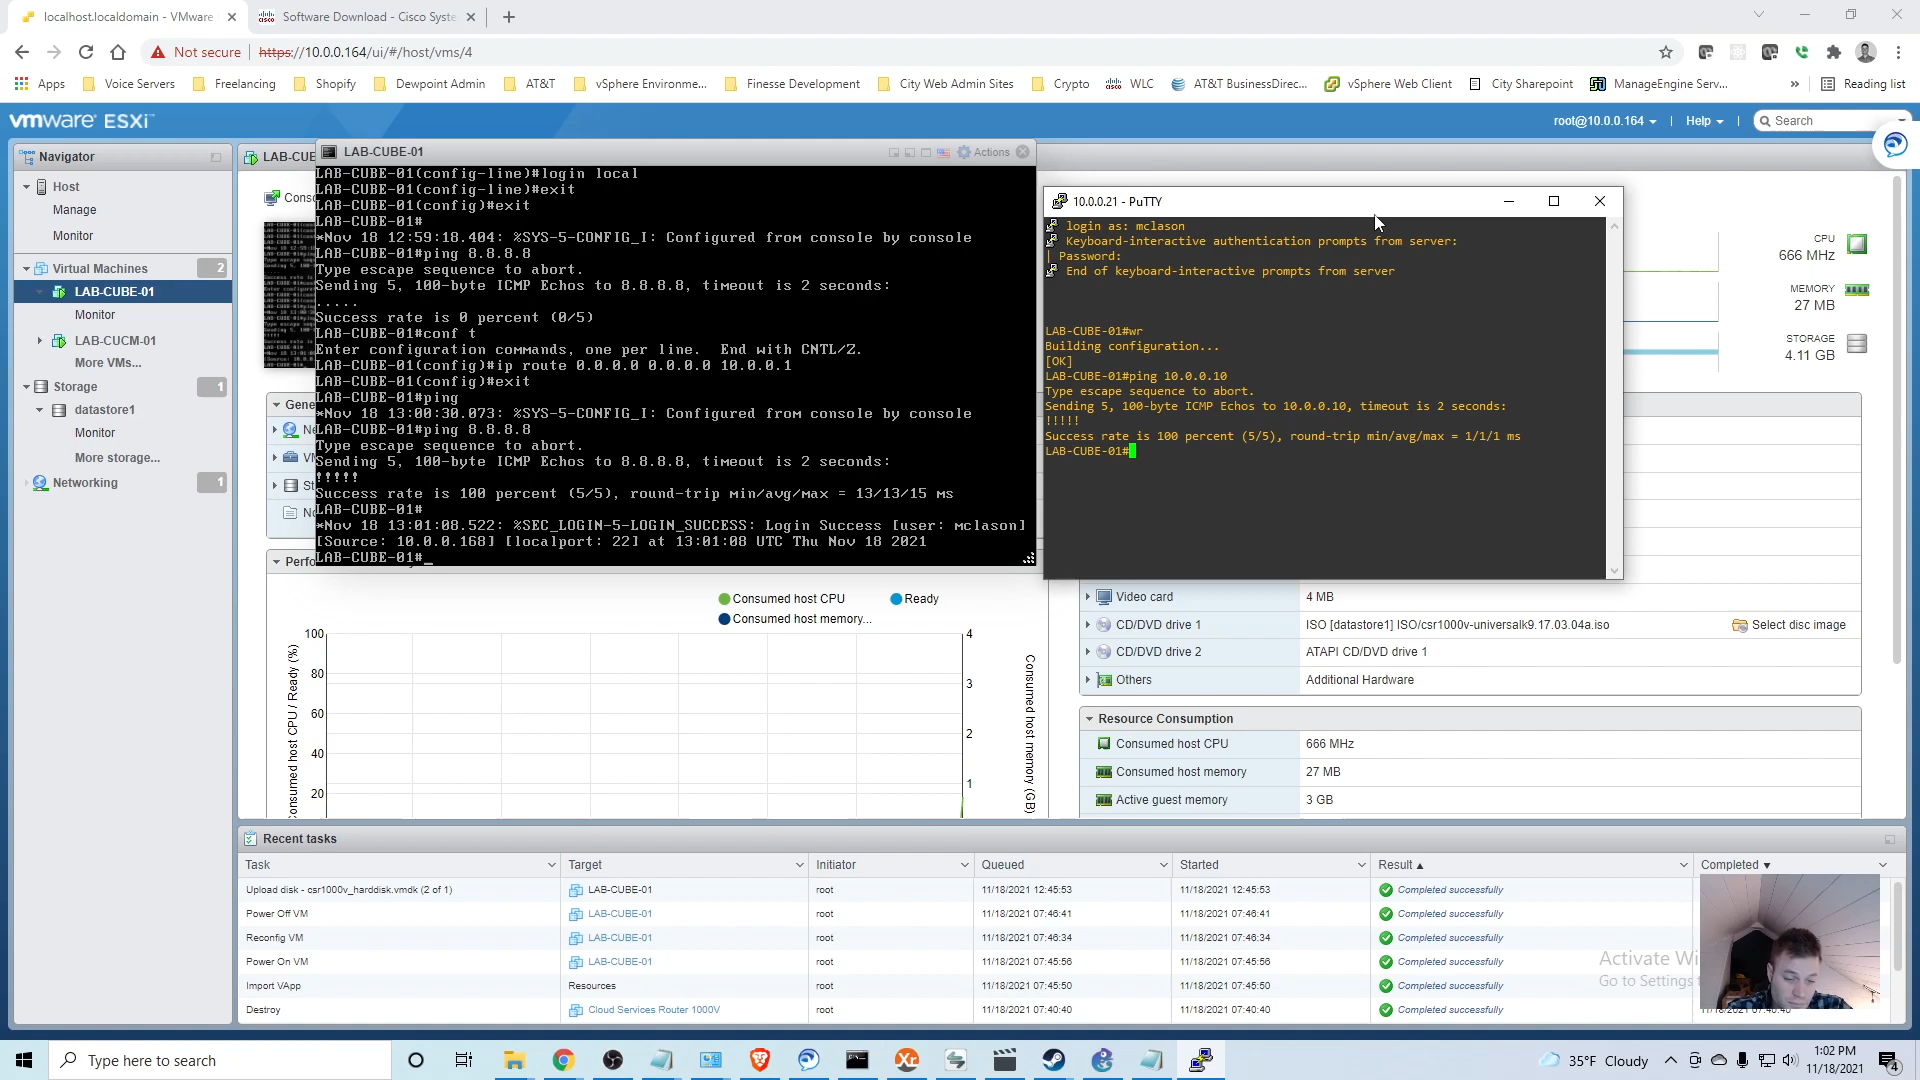 localhost.localdomain - VMware
Software Download - Cisco Syste
Not secure
https://10.0.0.164/ui/#/host/vms/4
Apps
Voice Servers
Freelancing
Shopify
Dewpoint Admin
AT&T
vSphere Environme...
Finesse Development
City Web Admin Sites
Crypto
WLC
AT&T BusinessDirec...
vSphere Web Client
City Sharepoint
ManageEngine Serv...
»
Reading list
vmware ESXi
root@10.0.0.164
Help
Search
Navigator
Host
Manage
Monitor
Virtual Machines
2
LAB-CUBE-01
Monitor
LAB-CUCM-01
More VMs...
Storage
1
datastore1
Monitor
More storage...
Networking
1
LAB-CUE
Conso
LAB-CUBE-01
Actions
LAB-CUBE-01(config-line)#login local
LAB-CUBE-01(config-line)#exit
LAB-CUBE-01(config)#exit
LAB-CUBE-01#
*Nov 18 12:59:18.404: %SYS-5-CONFIG_I: Configured from console by console
LAB-CUBE-01#ping 8.8.8.8
Type escape sequence to abort.
Sending 5, 100-byte ICMP Echos to 8.8.8.8, timeout is 2 seconds:
.....
Success rate is 0 percent (0/5)
LAB-CUBE-01#conf t
Enter configuration commands, one per line.  End with CNTL/Z.
LAB-CUBE-01(config)#ip route 0.0.0.0 0.0.0.0 10.0.0.1
LAB-CUBE-01(config)#exit
LAB-CUBE-01#ping
*Nov 18 13:00:30.073: %SYS-5-CONFIG_I: Configured from console by console
LAB-CUBE-01#ping 8.8.8.8
Type escape sequence to abort.
Sending 5, 100-byte ICMP Echos to 8.8.8.8, timeout is 2 seconds:
!!!!!
Success rate is 100 percent (5/5), round-trip min/avg/max = 13/13/15 ms
LAB-CUBE-01#
*Nov 18 13:01:08.522: %SEC_LOGIN-5-LOGIN_SUCCESS: Login Success [user: mclason]
[Source: 10.0.0.168] [localport: 22] at 13:01:08 UTC Thu Nov 18 2021
LAB-CUBE-01#_
10.0.0.21 - PuTTY
login as: mclason
Keyboard-interactive authentication prompts from server:
| Password:
End of keyboard-interactive prompts from server
LAB-CUBE-01#wr
Building configuration...
[OK]
LAB-CUBE-01#ping 10.0.0.10
Type escape sequence to abort.
Sending 5, 100-byte ICMP Echos to 10.0.0.10, timeout is 2 seconds:
!!!!!
Success rate is 100 percent (5/5), round-trip min/avg/max = 1/1/1 ms
LAB-CUBE-01#
CPU
666 MHz
MEMORY
27 MB
STORAGE
4.11 GB
Gene
Ne
VM
St
No
Perfo
Consumed host CPU
Ready
Consumed host memory...
100
80
60
40
20
4
3
2
1
Consumed host CPU / Ready (%)
Consumed host memory (GB)
Video card
4 MB
CD/DVD drive 1
ISO [datastore1] ISO/csr1000v-universalk9.17.03.04a.iso
Select disc image
CD/DVD drive 2
ATAPI CD/DVD drive 1
Others
Additional Hardware
Resource Consumption
Consumed host CPU
666 MHz
Consumed host memory
27 MB
Active guest memory
3 GB
Recent tasks
Task Target Initiator Queued Started Result Completed
Upload disk - csr1000v_harddisk.vmdk (2 of 1) LAB-CUBE-01 root 11/18/2021 12:45:53 11/18/2021 12:45:53 Completed successfully
Power Off VM LAB-CUBE-01 root 11/18/2021 07:46:41 11/18/2021 07:46:41 Completed successfully
Reconfig VM LAB-CUBE-01 root 11/18/2021 07:46:34 11/18/2021 07:46:34 Completed successfully
Power On VM LAB-CUBE-01 root 11/18/2021 07:45:56 11/18/2021 07:45:56 Completed successfully
Import VApp Resources root 11/18/2021 07:45:50 11/18/2021 07:45:50 Completed successfully
Destroy Cloud Services Router 1000V root 11/18/2021 07:40:40 11/18/2021 07:40:40 Completed successfully
Activate Wi
Go to Settings
Type here to search
35°F Cloudy
1:02 PM
11/18/2021
4